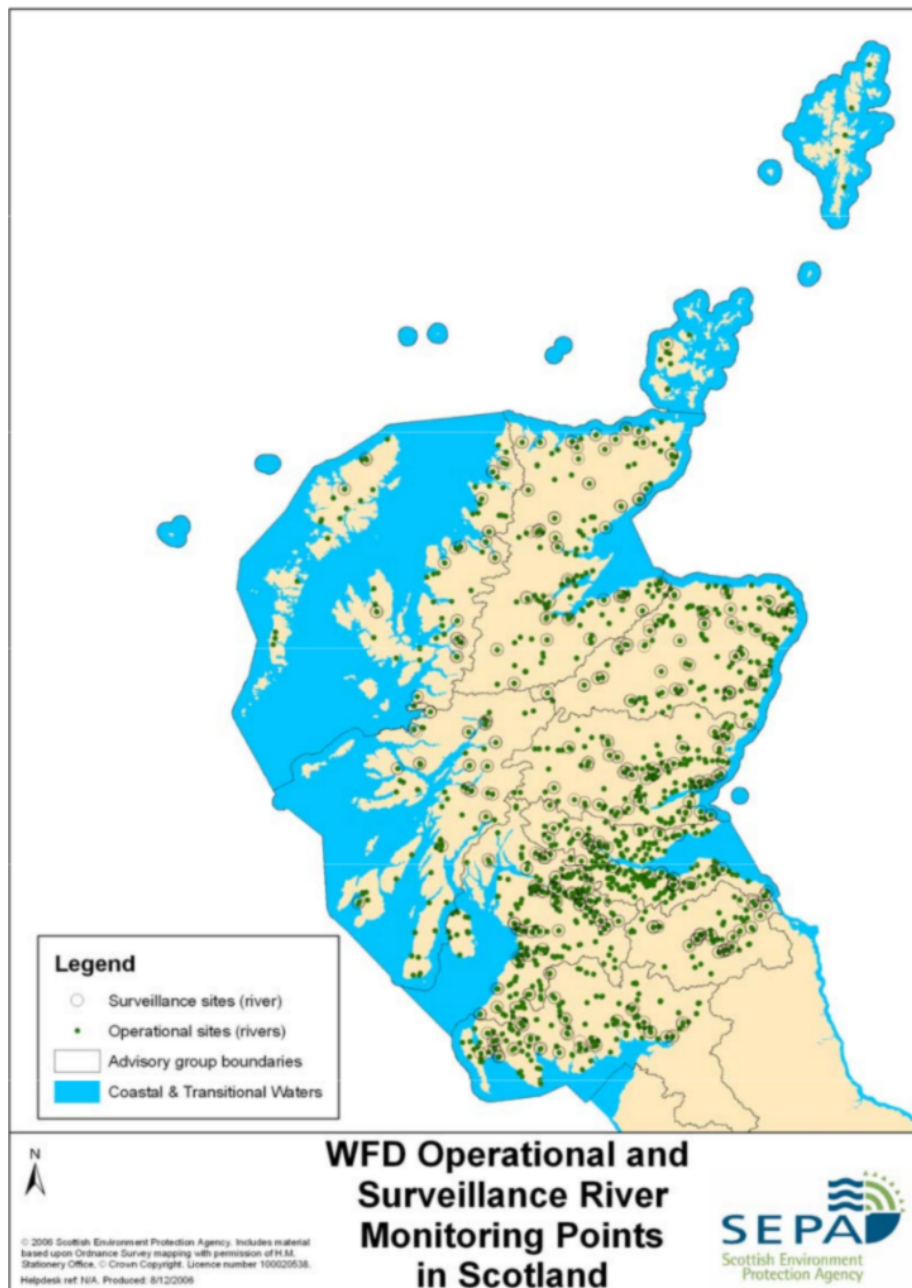 Legend
Surveillance sites (river)
Operational sites (rivers)
Advisory group boundaries
Coastal & Transitional Waters
N
WFD Operational and
Surveillance River
Monitoring Points
in Scotland
© 2006 Scottish Environment Protection Agency. Includes material
based upon Ordnance Survey mapping with permission of H.M.
Stationery Office, © Crown Copyright. Licence number 100020538.
Helpdesk ref: N/A. Produced: 8/12/2006
SEPA
Scottish Environment
Protection Agency